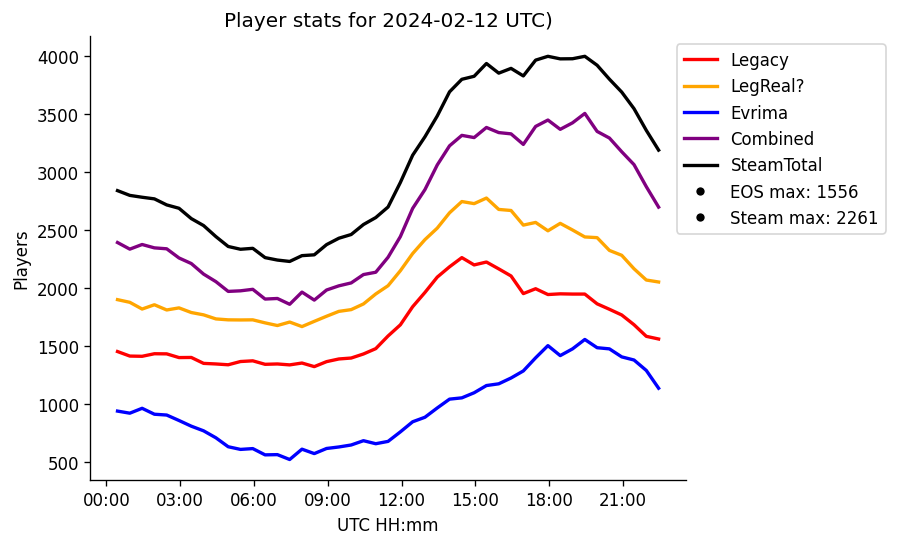 Player stats for 2024-02-12 UTC)
Players
4000
3500
3000
2500
2000
1500
1000
500
00:00 03:00 06:00 09:00 12:00 15:00 18:00 21:00
UTC HH:mm
Legacy
LegReal?
Evrima
Combined
SteamTotal
EOS max: 1556
Steam max: 2261